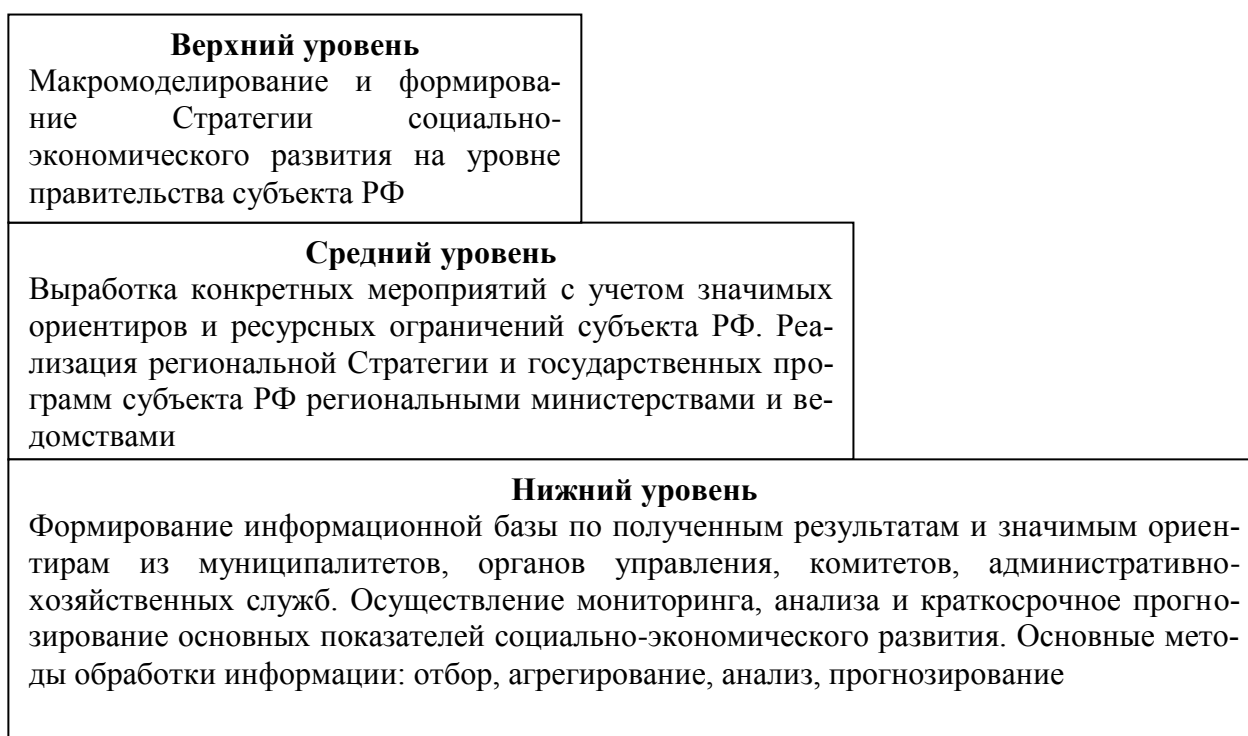 Верхний уровень
Макромоделирование и формирова-
ние Стратегии социально-
экономического развития на уровне
правительства субъекта РФ
Средний уровень
Выработка конкретных мероприятий с учетом значимых
ориентиров и ресурсных ограничений субъекта РФ. Реа-
лизация региональной Стратегии и государственных про-
грамм субъекта РФ региональными министерствами и ве-
домствами
Нижний уровень
Формирование информационной базы по полученным результатам и значимым ориен-
тирам из муниципалитетов, органов управления, комитетов, административно-
хозяйственных служб. Осуществление мониторинга, анализа и краткосрочное прогно-
зирование основных показателей социально-экономического развития. Основные мето-
ды обработки информации: отбор, агрегирование, анализ, прогнозирование